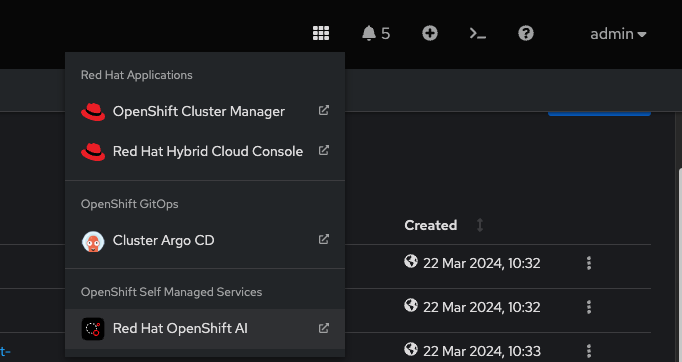 5
admin
Red Hat Applications
OpenShift Cluster Manager
Red Hat Hybrid Cloud Console
OpenShift GitOps
Cluster Argo CD
OpenShift Self Managed Services
Red Hat OpenShift AI
Created
22 Mar 2024, 10:32
22 Mar 2024, 10:32
t-
22 Mar 2024, 10:33